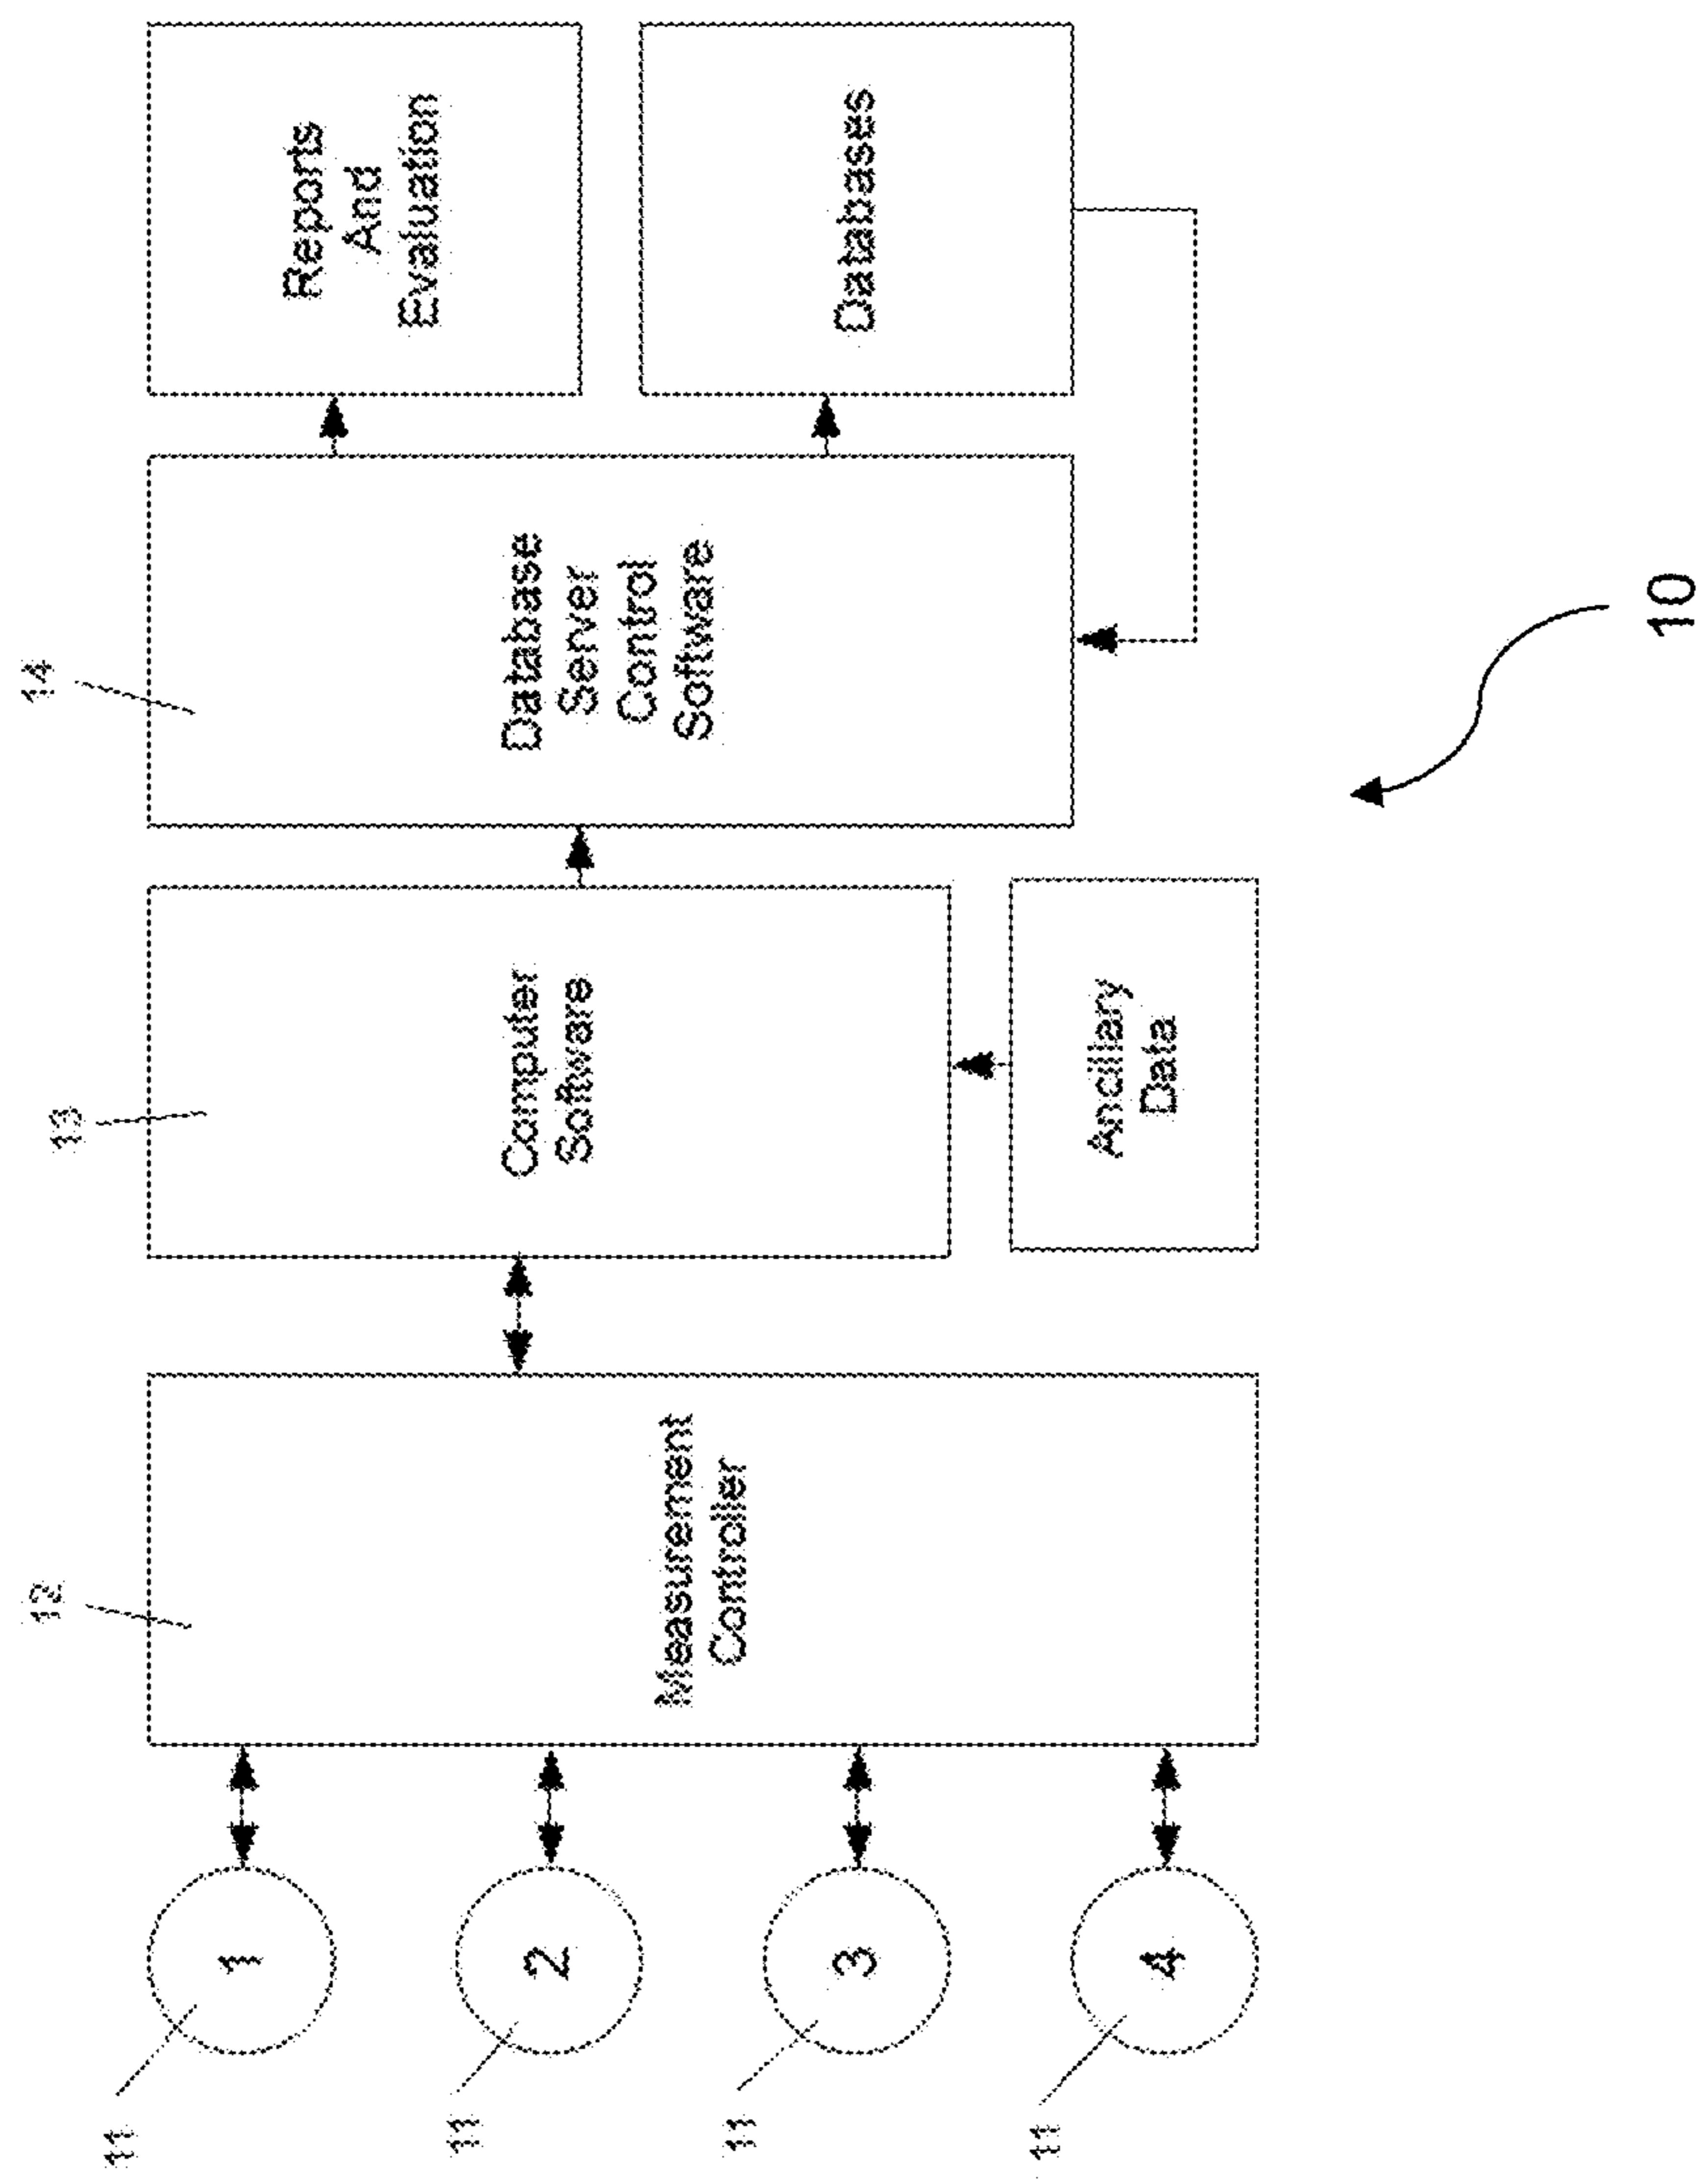 11
11
11
11
1
2
3
4
12
Measurement
Controller
13
Computer
Software
Ancillary
Data
14
Database
Server
Control
Software
Reports
And
Evaluation
Databases
10